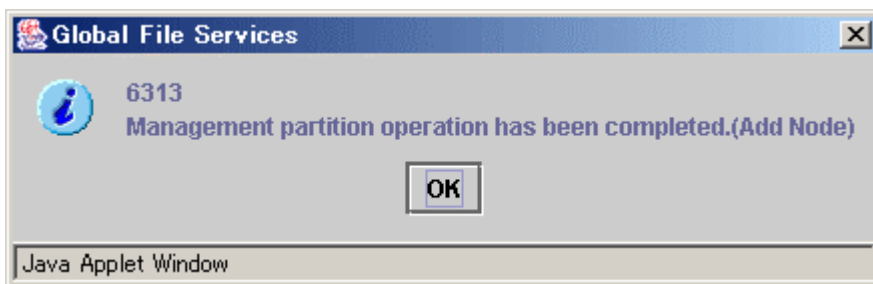 Global File Services
6313
Management partition operation has been completed.(Add Node)
OK
Java Applet Window